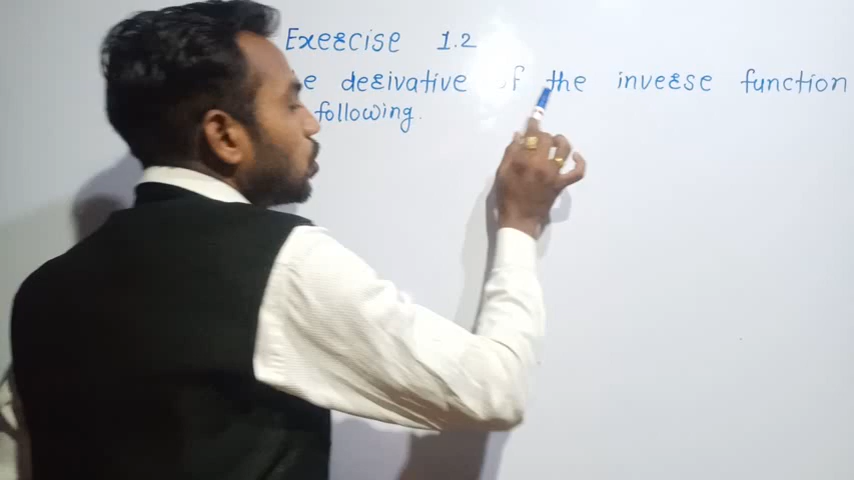 Exercise 1.2
e derivative of the inverse function
following.